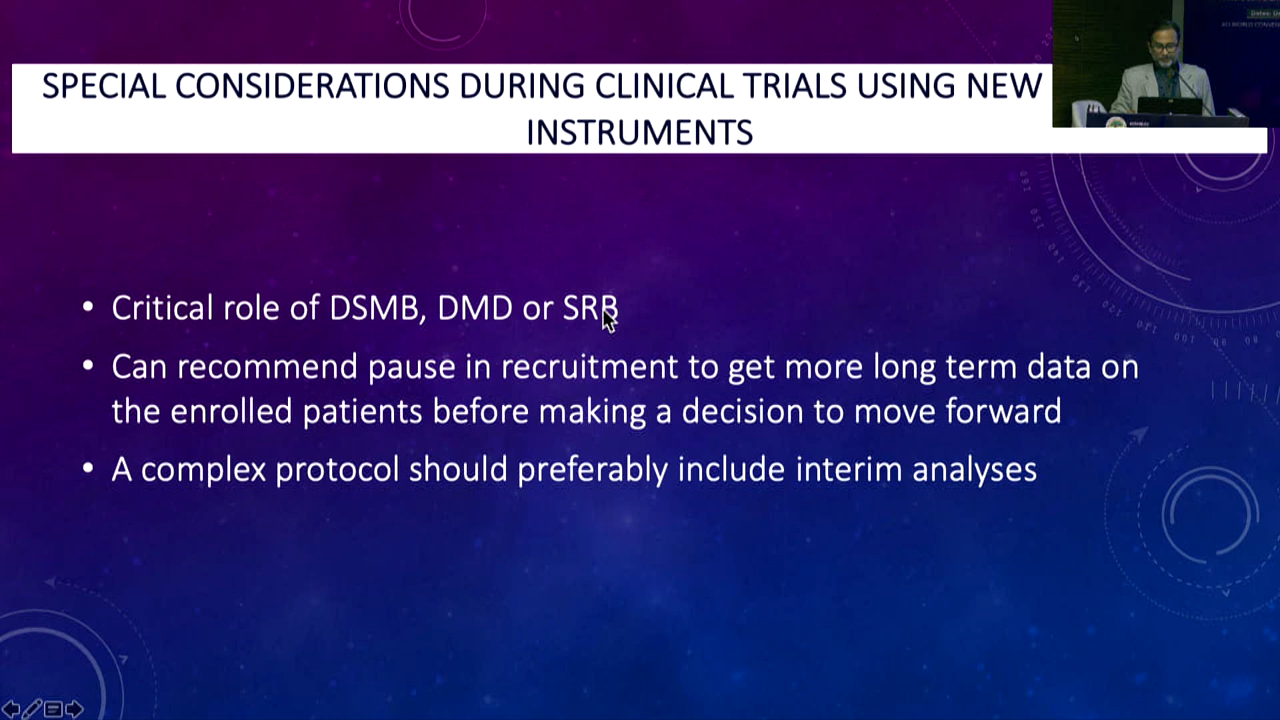 SPECIAL CONSIDERATIONS DURING CLINICAL TRIALS USING NEW
INSTRUMENTS
• Critical role of DSMB, DMD or SRB
• Can recommend pause in recruitment to get more long term data on
the enrolled patients before making a decision to move forward
• A complex protocol should preferably include interim analyses